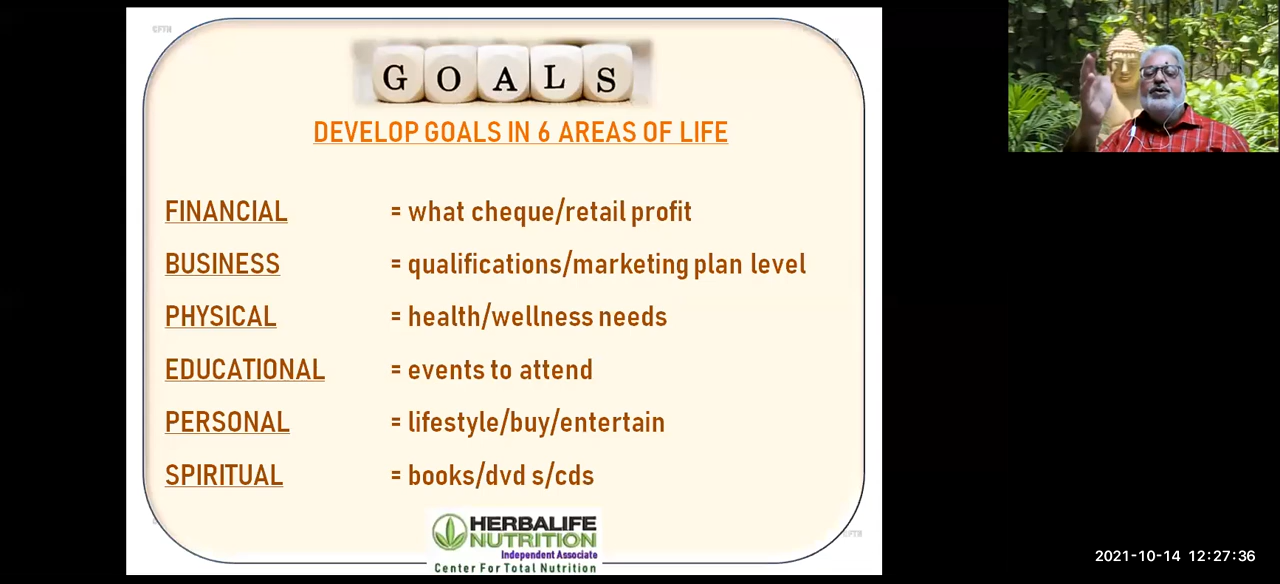 GFTN
GOALS
DEVELOP GOALS IN 6 AREAS OF LIFE
FINANCIAL = what cheque/retail profit
BUSINESS = qualifications/marketing plan level
PHYSICAL = health/wellness needs
EDUCATIONAL = events to attend
PERSONAL = lifestyle/buy/entertain
SPIRITUAL = books/dvd s/cds
GFTN
HERBALIFE
NUTRITION
Independent Associate
Center For Total Nutrition
2021-10-14 12:27:36